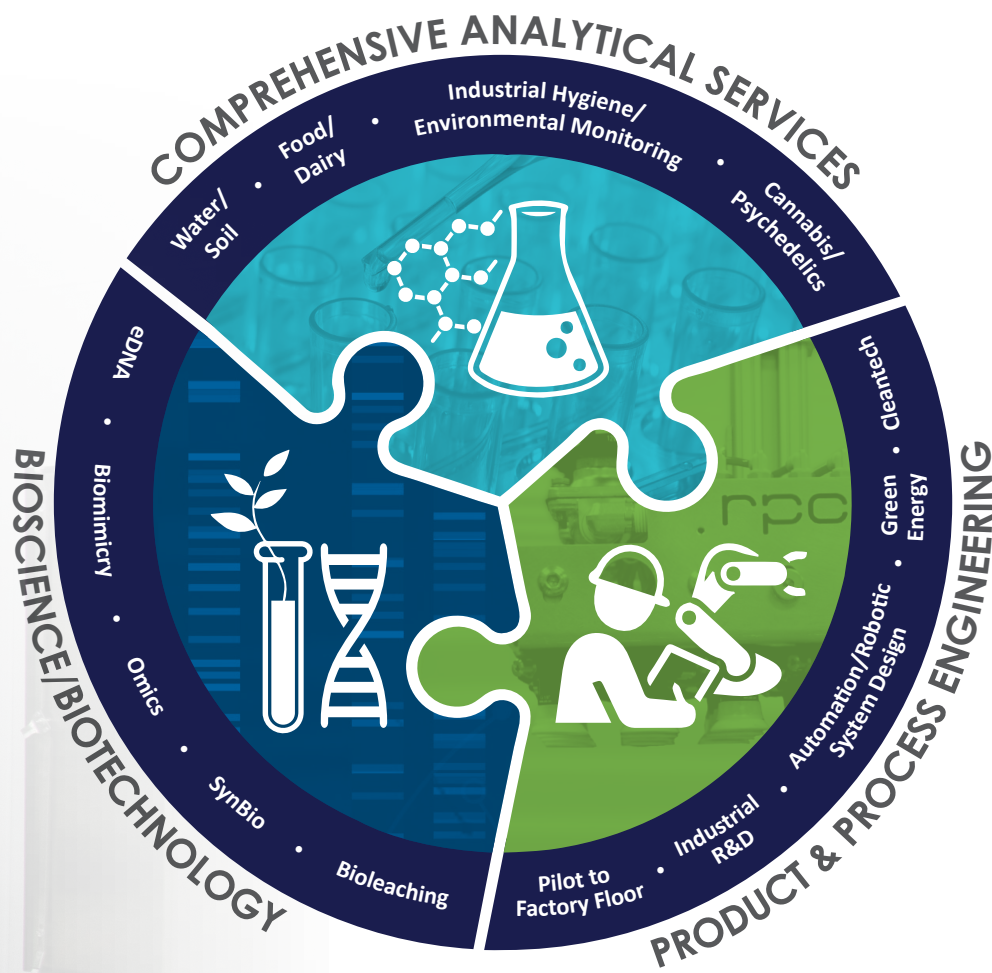 COMPREHENSIVE ANALYTICAL SERVICES
Water/
Soil
•
Food/
Dairy
•
Industrial Hygiene/
Environmental Monitoring
•
Cannabis/
Psychedelics
PRODUCT & PROCESS ENGINEERING
Cleantech
•
Green
Energy
•
Automation/Robotic
System Design
•
Industrial
R&D
•
Pilot to
Factory Floor
.rpc
BIOSCIENCE/BIOTECHNOLOGY
eDNA
•
Biomimicry
•
Omics
•
SynBio
•
Bioleaching